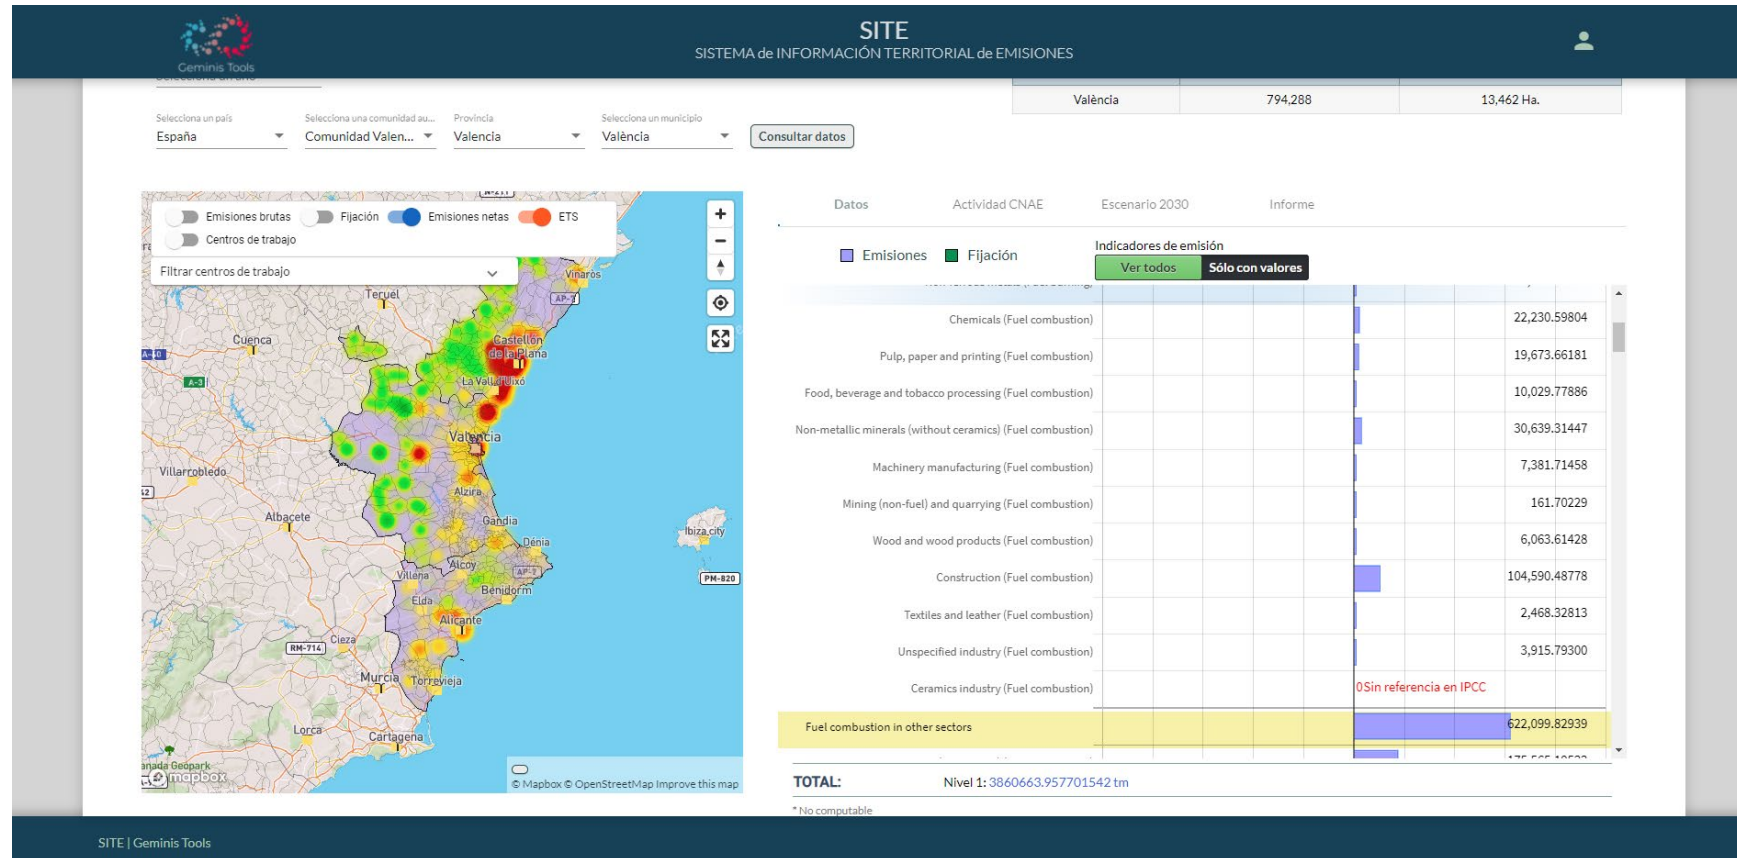 SITE
SISTEMA de INFORMACIÓN TERRITORIAL de EMISIONES
Geminis Tools
València 794,288 13,462 Ha.
Selecciona un país
Selecciona una comunidad au...
Provincia
Selecciona un municipio
España
Comunidad Valen...
Valencia
València
Consultar datos
Emisiones brutas
Fijación
Emisiones netas
ETS
Centros de trabajo
Filtrar centros de trabajo
Vinaròs
AP-7
Teruel
Cuenca
Castellón
de la Plana
A-40
A-3
La Vall d'Uixó
Valencia
Villarrobledo
Alzira
Albacete
Gandia
Dénia
Ibiza city
Alcoy
AP-7
Villena
PM-820
Benidorm
Elda
Alicante
Cieza
RM-714
Murcia
Torrevieja
Lorca
Cartagena
mapbox
© Mapbox © OpenStreetMap Improve this map
Datos
Actividad CNAE
Escenario 2030
Informe
Emisiones
Fijación
Indicadores de emisión
Ver todos
Sólo con valores
Chemicals (Fuel combustion) 22,230.59804
Pulp, paper and printing (Fuel combustion) 19,673.66181
Food, beverage and tobacco processing (Fuel combustion) 10,029.77886
Non-metallic minerals (without ceramics) (Fuel combustion) 30,639.31447
Machinery manufacturing (Fuel combustion) 7,381.71458
Mining (non-fuel) and quarrying (Fuel combustion) 161.70229
Wood and wood products (Fuel combustion) 6,063.61428
Construction (Fuel combustion) 104,590.48778
Textiles and leather (Fuel combustion) 2,468.32813
Unspecified industry (Fuel combustion) 3,915.79300
Ceramics industry (Fuel combustion) 0Sin referencia en IPCC
Fuel combustion in other sectors 622,099.82939
TOTAL: Nivel 1: 3860663.957701542 tm
* No computable
SITE | Geminis Tools